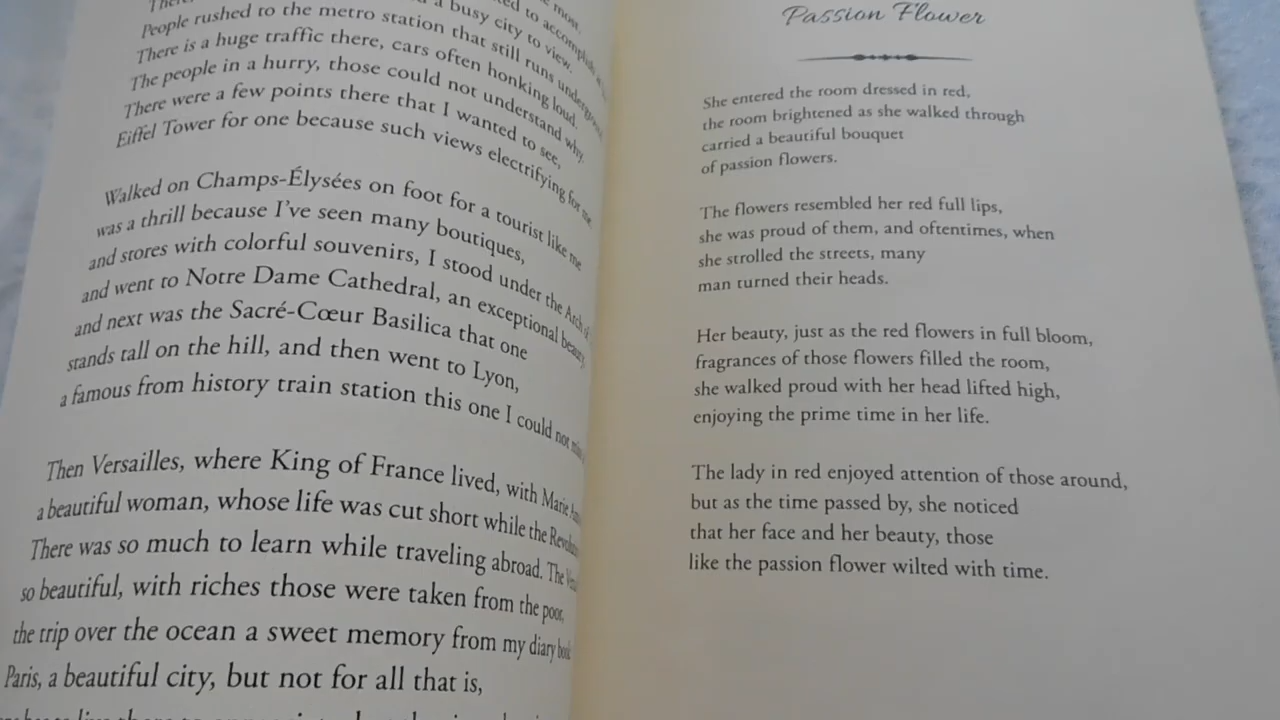 a busy city to view.
People rushed to the metro station that still runs underground
There is a huge traffic there, cars often honking loud.
The people in a hurry, those could not understand why.
There were a few points there that I wanted to see,
Eiffel Tower for one because such views electrifying for me
Walked on Champs-Élysées on foot for a tourist like me
was a thrill because I've seen many boutiques,
and stores with colorful souvenirs, I stood under the Arch
and went to Notre Dame Cathedral, an exceptional beauty
and next was the Sacré-Cœur Basilica that one
stands tall on the hill, and then went to Lyon,
a famous from history train station this one I could not
Then Versailles, where King of France lived, with Marie
a beautiful woman, whose life was cut short while the
There was so much to learn while traveling abroad. The
so beautiful, with riches those were taken from the poor,
the trip over the ocean a sweet memory from my diary book
Paris, a beautiful city, but not for all that is,
Passion Flower
She entered the room dressed in red,
the room brightened as she walked through
carried a beautiful bouquet
of passion flowers.
The flowers resembled her red full lips,
she was proud of them, and oftentimes, when
she strolled the streets, many
man turned their heads.
Her beauty, just as the red flowers in full bloom,
fragrances of those flowers filled the room,
she walked proud with her head lifted high,
enjoying the prime time in her life.
The lady in red enjoyed attention of those around,
but as the time passed by, she noticed
that her face and her beauty, those
like the passion flower wilted with time.